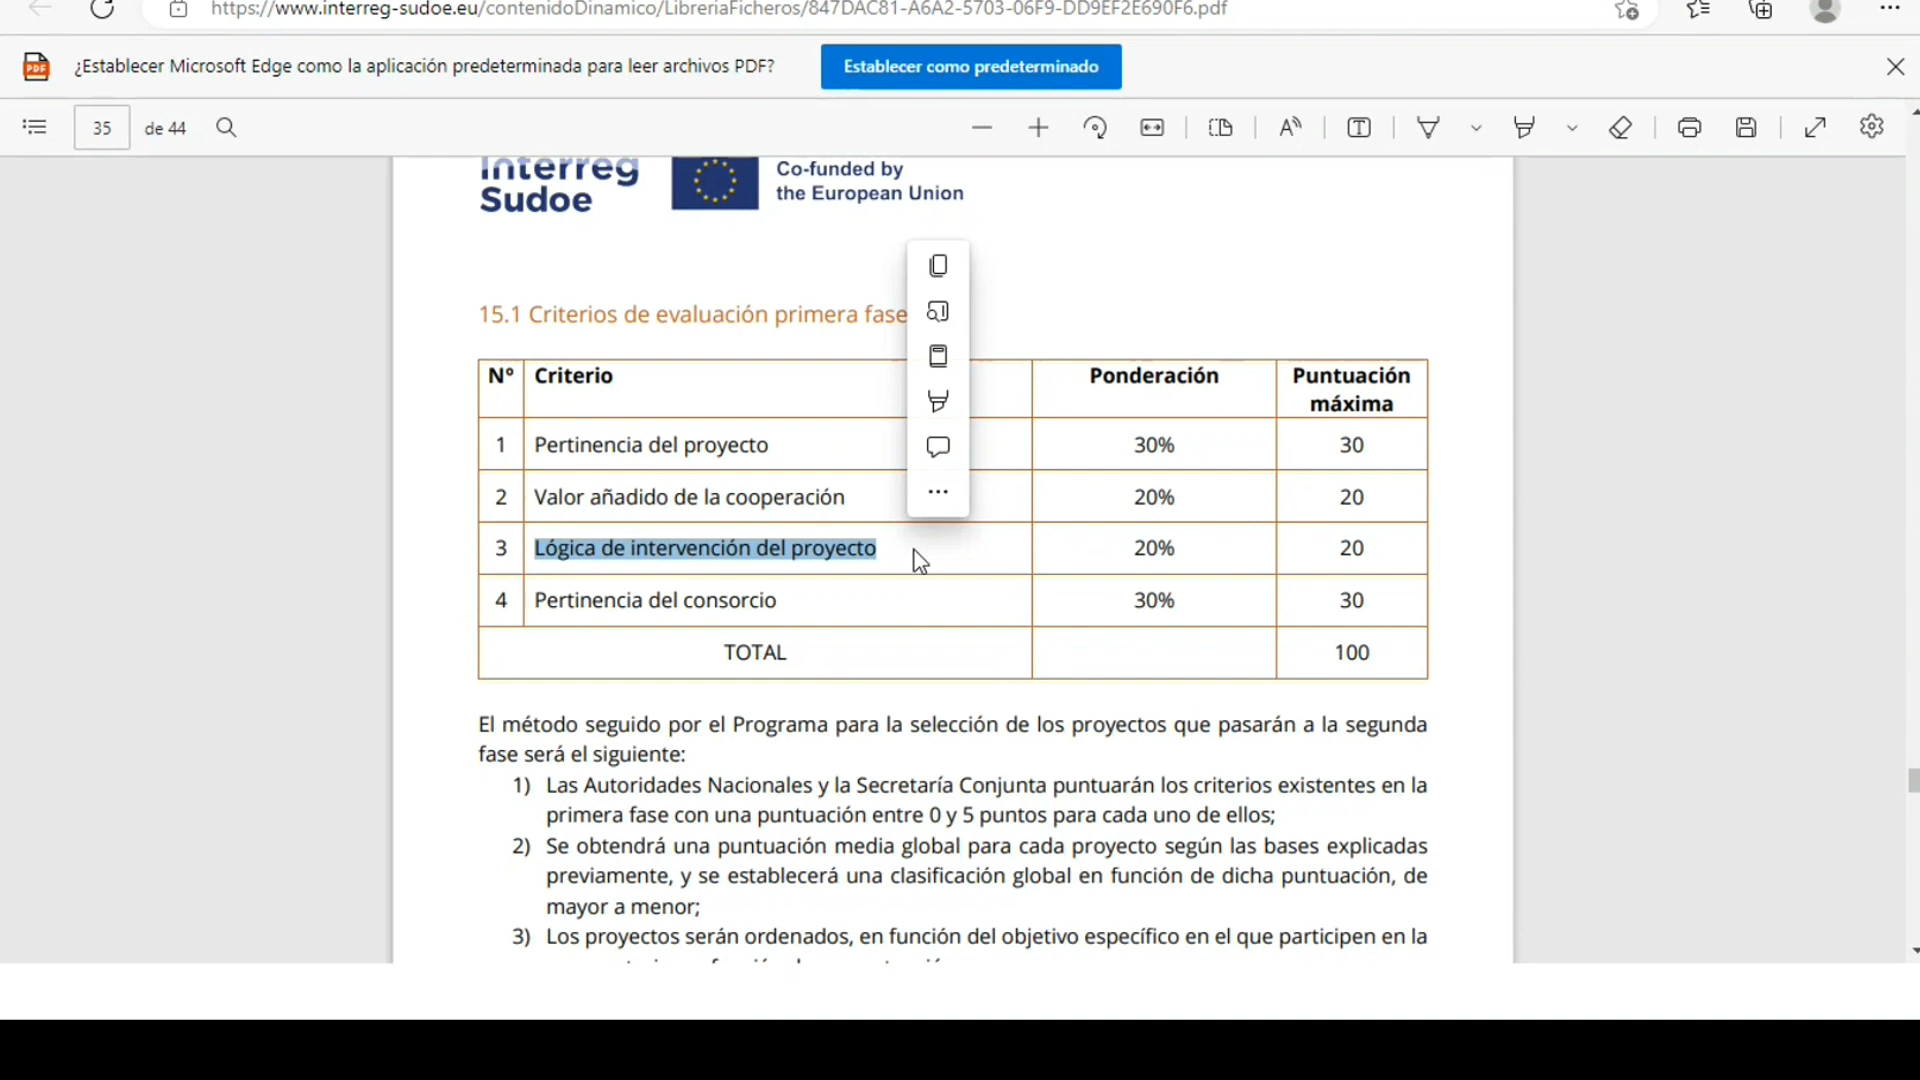 https://www.interreg-sudoe.eu/contenidoDinamico/LibreriaFicheros/847DAC81-A6A2-5703-06F9-DD9EF2E690F6.pdf
PDF
¿Establecer Microsoft Edge como la aplicación predeterminada para leer archivos PDF?
Establecer como predeterminado
35 de 44
Interreg
Sudoe
Co-funded by
the European Union
15.1 Criterios de evaluación primera fase
Nº Criterio Ponderación Puntuación máxima
1 Pertinencia del proyecto 30% 30
2 Valor añadido de la cooperación 20% 20
3 Lógica de intervención del proyecto 20% 20
4 Pertinencia del consorcio 30% 30
TOTAL 100
El método seguido por el Programa para la selección de los proyectos que pasarán a la segunda
fase será el siguiente:
1) Las Autoridades Nacionales y la Secretaría Conjunta puntuarán los criterios existentes en la
primera fase con una puntuación entre 0 y 5 puntos para cada uno de ellos;
2) Se obtendrá una puntuación media global para cada proyecto según las bases explicadas
previamente, y se establecerá una clasificación global en función de dicha puntuación, de
mayor a menor;
3) Los proyectos serán ordenados, en función del objetivo específico en el que participen en la